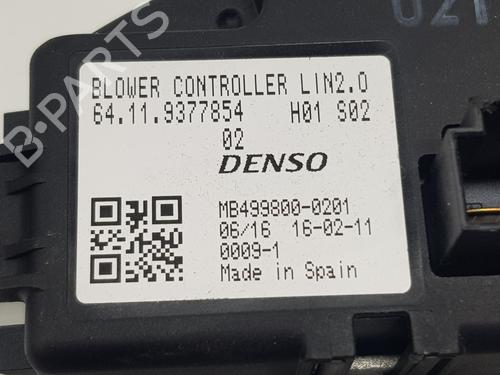 021
BLOWER CONTROLLER LIN2.0
64.11.9377854 H01 S02
02
DENSO
MB499800-0201
06/16 16-02-11
0009-1
Made in Spain
B-PARTS